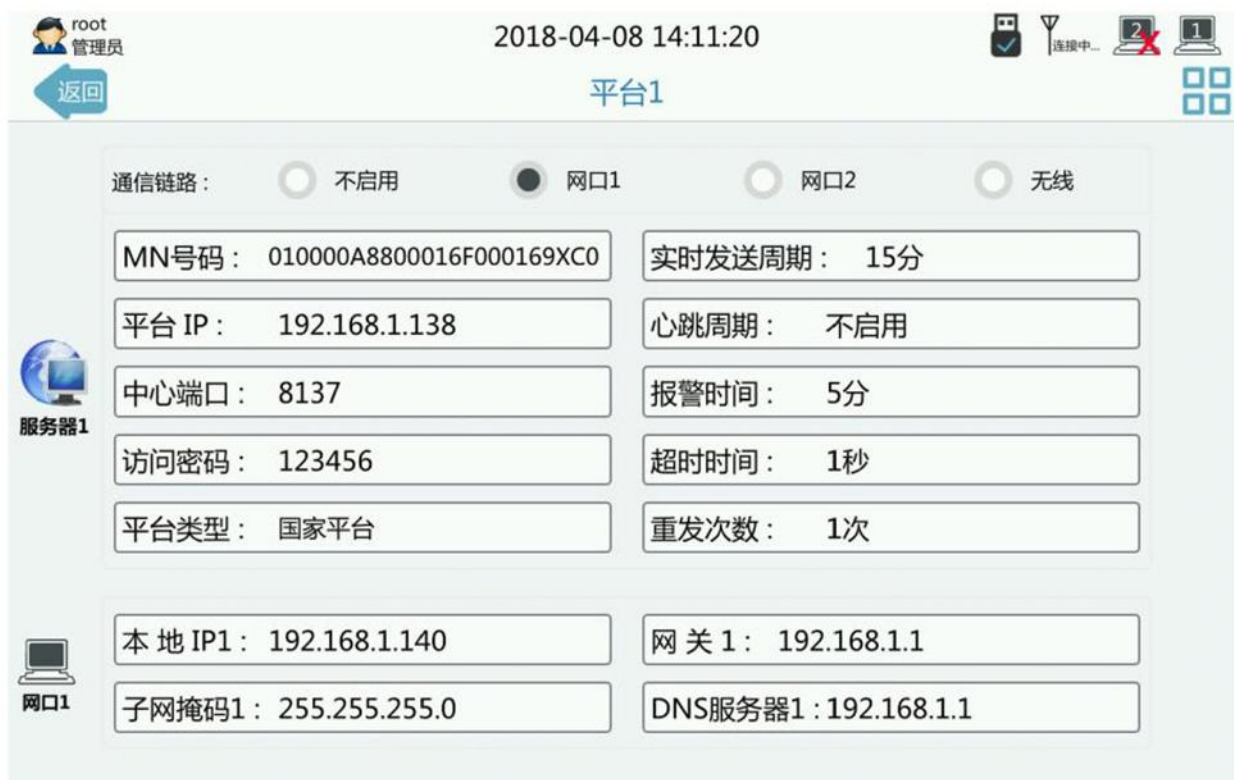 root
管理员
2018-04-08 14:11:20
连接中...
2
1
返回
平台1
通信链路： 不启用 网口1 网口2 无线
MN号码： 010000A8800016F000169XC0 实时发送周期： 15分
平台 IP： 192.168.1.138 心跳周期： 不启用
中心端口： 8137 报警时间： 5分
服务器1
访问密码： 123456 超时时间： 1秒
平台类型： 国家平台 重发次数： 1次
本 地 IP1： 192.168.1.140 网 关 1： 192.168.1.1
网口1
子网掩码1： 255.255.255.0 DNS服务器1：192.168.1.1